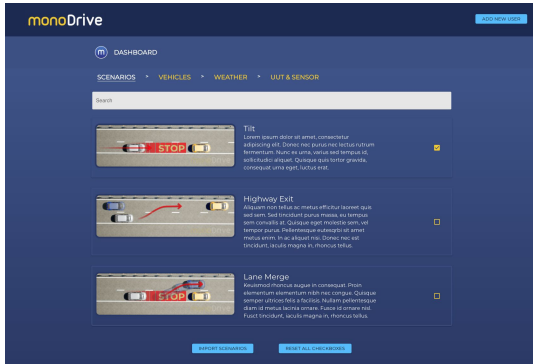 monoDrive
ADD NEW USER
m DASHBOARD
SCENARIOS > VEHICLES > WEATHER > UUT & SENSOR
Search
STOP
Tilt
Lorem ipsum dolor sit amet, consectetur
adipiscing elit. Donec nec purus nec lectus rutrum
fermentum. Nunc ex urna, varius sed tempus id,
sollicitudici aliquet. Quisque quis tortor gravida,
consequat urna eget, luctus erat.
Highway Exit
Aliquam non tellus ac metus efficitur laoreet quis
sed sem. Sed tincidunt purus massa, eu tempus
sem convallis at. Quisque eget molestie sem, vel
tempor purus. Pellentesque euteqrbi sit amet
metus enim. In ac aliquet nisi. Donec nec est
tincidunt, iaculis magna in, rhoncus tellus.
STOP
Lane Merge
Keuismod rhoncus augue in consequat. Proin
elementum elementum nibh nec congue. Quisque
semper ultrices felis a facilisis. Nullam pellentesque
diam id metus lacinia ornare. Fusce id ornare nisl.
Fusct tincidunt, iaculis magna in, rhoncus tellus.
IMPORT SCENARIOS
RESET ALL CHECKBOXES